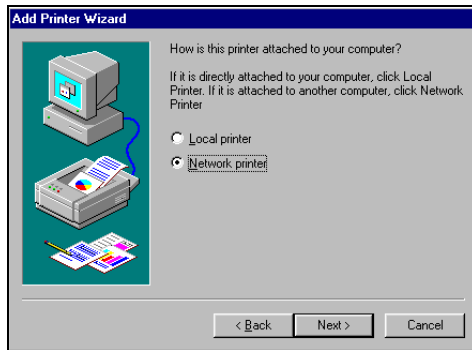 Add Printer Wizard
How is this printer attached to your computer?
If it is directly attached to your computer, click Local
Printer. If it is attached to another computer, click Network
Printer
Local printer
Network printer
< Back
Next >
Cancel